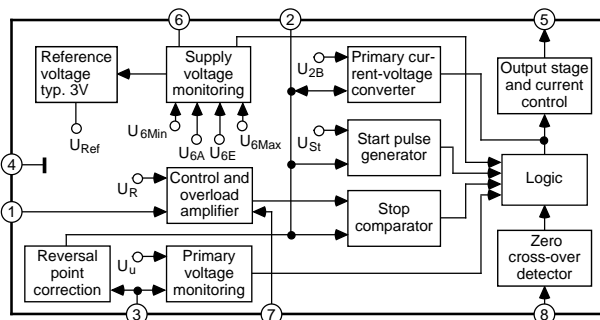 6
2
5
Reference
voltage
typ. 3V
Supply
voltage
monitoring
U2B
Primary cur-
rent-voltage
converter
Output stage
and current
control
URef
U6Min
U6A
U6E
U6Max
USt
Start pulse
generator
4
UR
Control and
overload
amplifier
Logic
1
Stop
comparator
Reversal
point
correction
Uu
Primary
voltage
monitoring
Zero
cross-over
detector
3
7
8